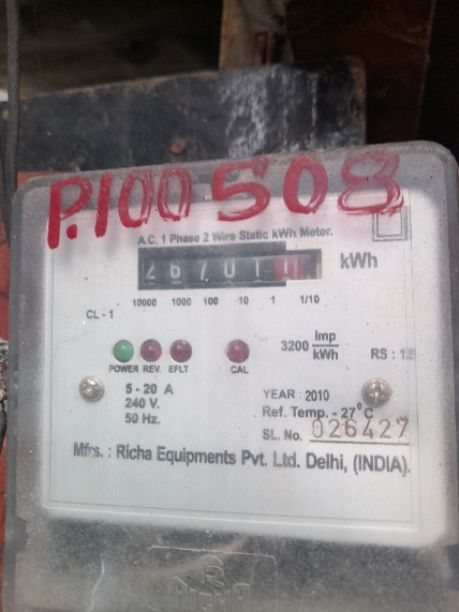 P.100508
A.C. 1 Phase 2 Wire Static kWh Meter.
267010 kWh
10000 1000 100 10 1 1/10
CL - 1
3200 Imp/kWh
POWER REV. EFLT CAL
5 - 20 A
240 V.
50 Hz.
YEAR : 2010
Ref. Temp. - 27°C
SL. No. 026427
Mfrs. : Richa Equipments Pvt. Ltd. Delhi, (INDIA).
RICHA